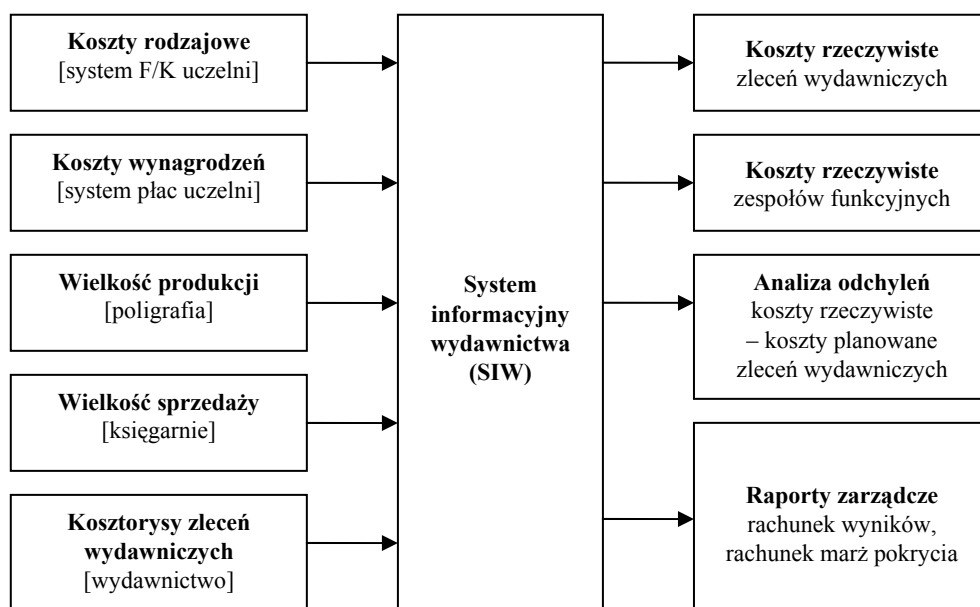 Koszty rodzajowe
[system F/K uczelni]
Koszty wynagrodzeń
[system płac uczelni]
Wielkość produkcji
[poligrafia]
Wielkość sprzedaży
[księgarnie]
Kosztorysy zleceń
wydawniczych
[wydawnictwo]
System
informacyjny
wydawnictwa
(SIW)
Koszty rzeczywiste
zleceń wydawniczych
Koszty rzeczywiste
zespołów funkcyjnych
Analiza odchyleń
koszty rzeczywiste
– koszty planowane
zleceń wydawniczych
Raporty zarządcze
rachunek wyników,
rachunek marż pokrycia